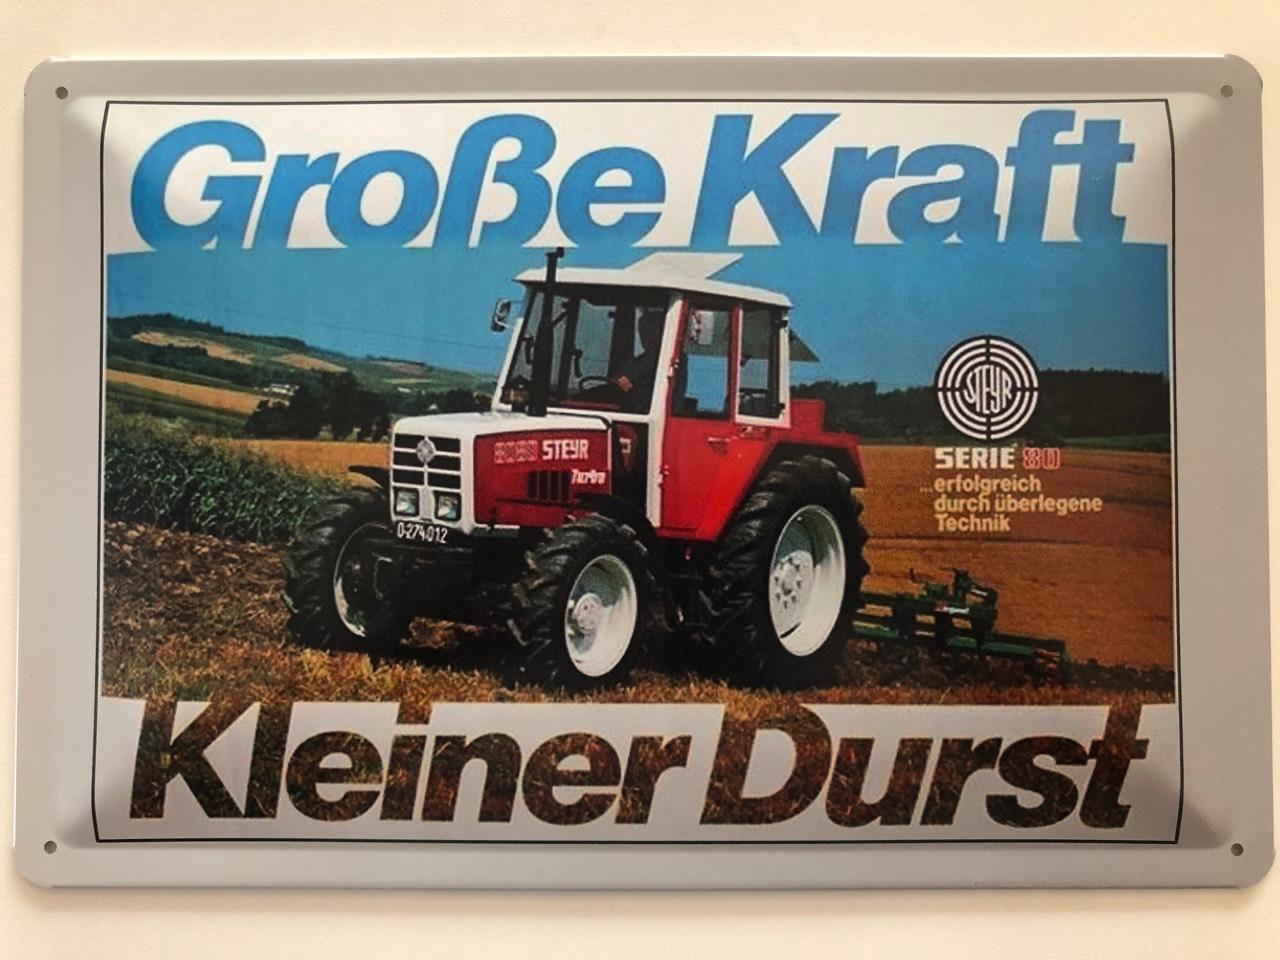 Große Kraft
STEYR
SERIE 80
...erfolgreich
durch überlegene
Technik
8080 STEYR
Turbo
O-274.012
Kleiner Durst